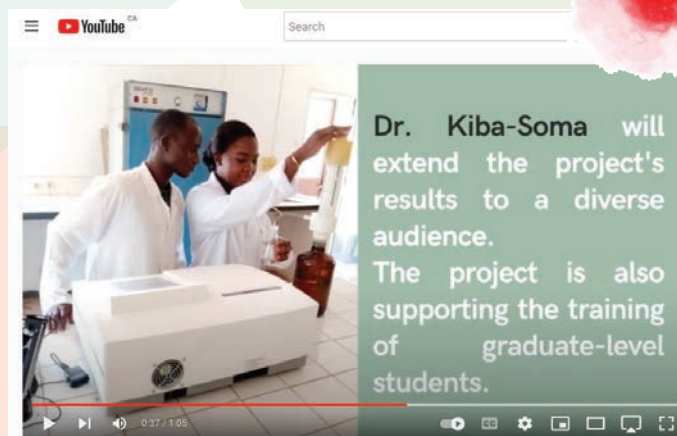 YouTube CA
Search
Dr. Kiba-Soma will
extend the project's
results to a diverse
audience.
The project is also
supporting the training
of graduate-level
students.
0:37 / 1:05